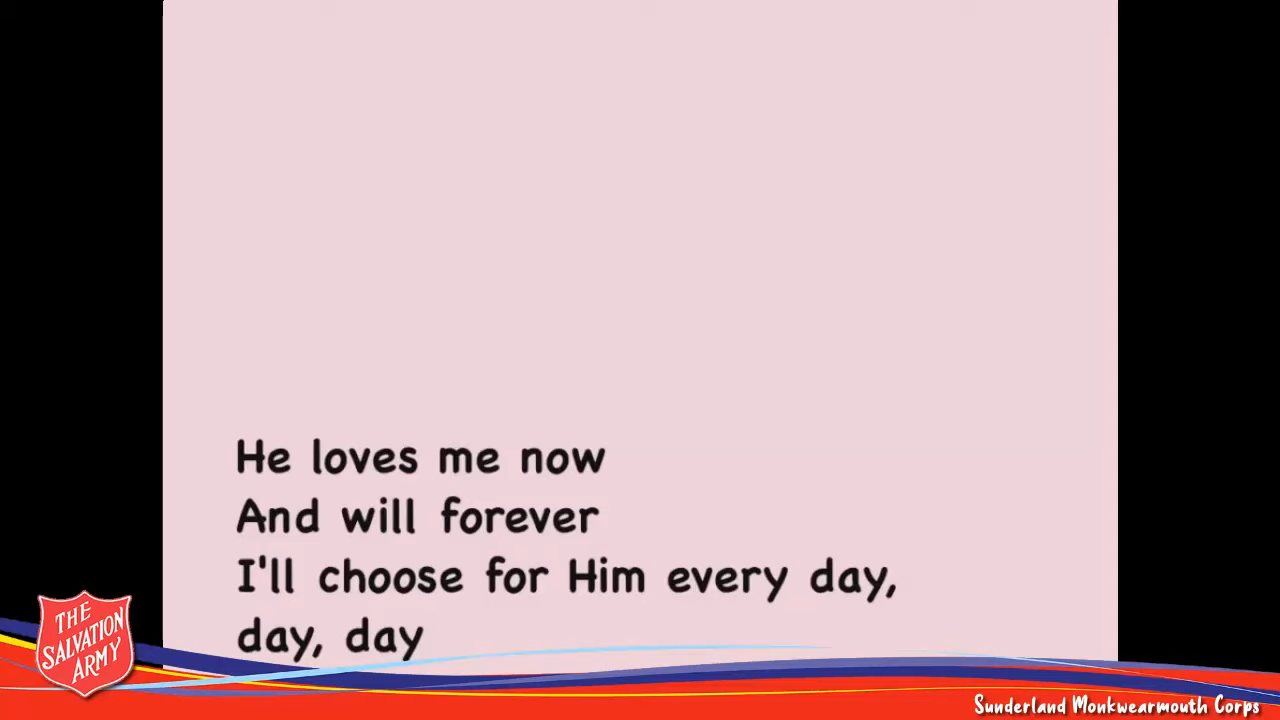 He loves me now
And will forever
I'll choose for Him every day,
day, day
THE
SALVATION
ARMY
Sunderland Monkwearmouth Corps